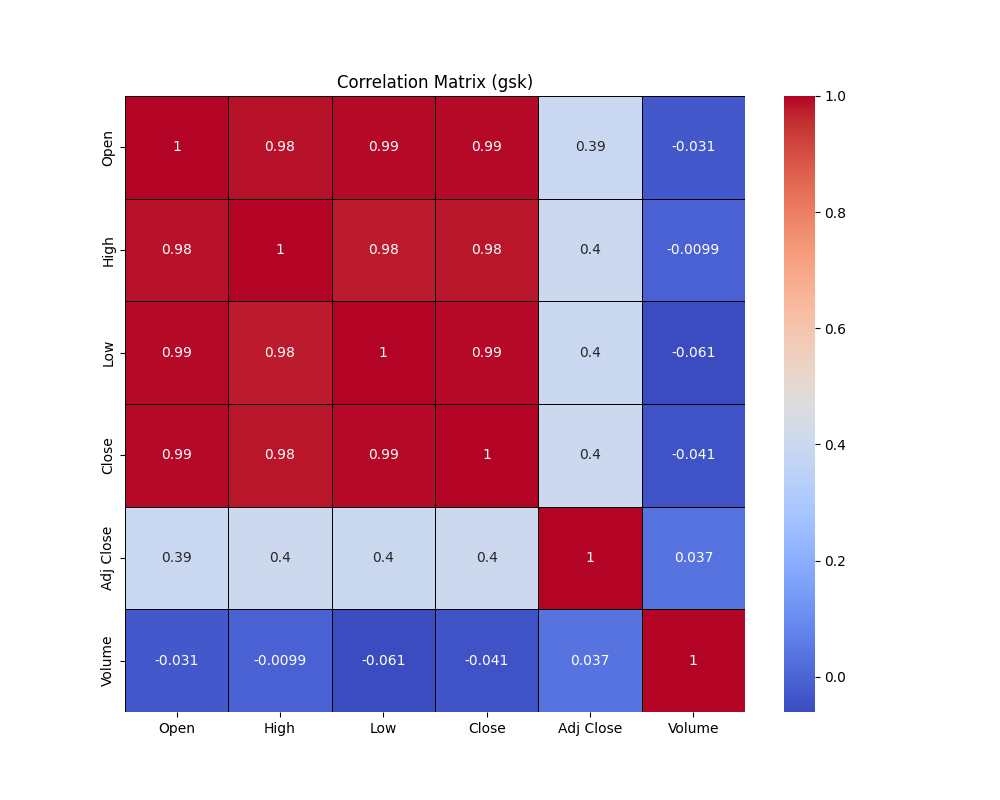 Correlation Matrix (gsk)
Open 1 0.98 0.99 0.99 0.39 -0.031
High 0.98 1 0.98 0.98 0.4 -0.0099
Low 0.99 0.98 1 0.99 0.4 -0.061
Close 0.99 0.98 0.99 1 0.4 -0.041
Adj Close 0.39 0.4 0.4 0.4 1 0.037
Volume -0.031 -0.0099 -0.061 -0.041 0.037 1
Open High Low Close Adj Close Volume
1.0
0.8
0.6
0.4
0.2
0.0